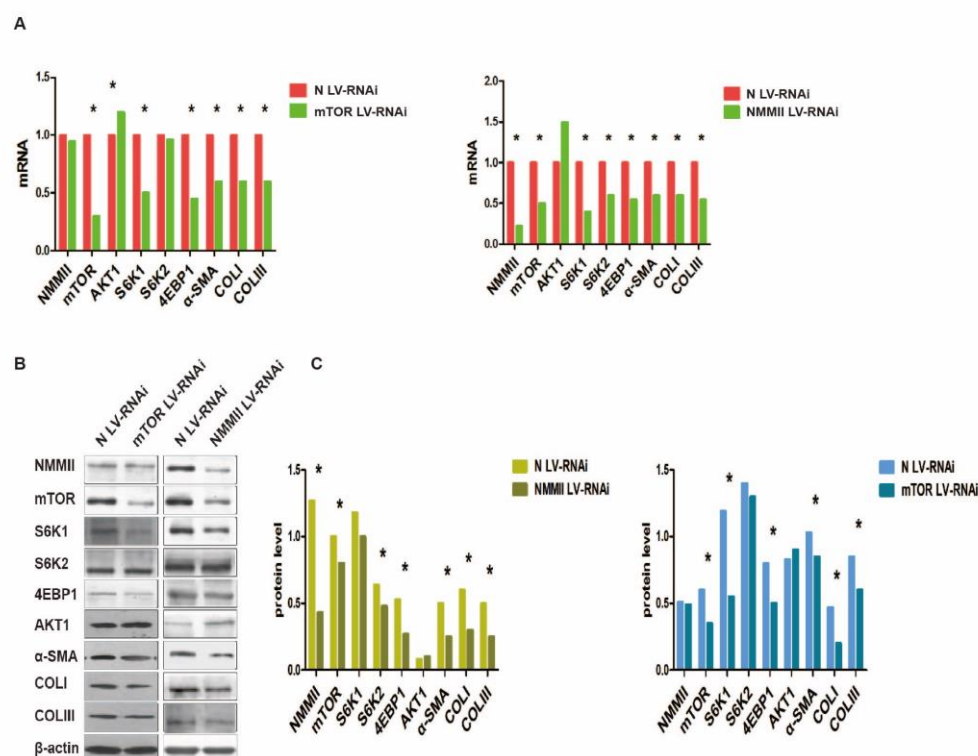 A
1.5
1.0
0.5
0.0
mRNA
* * * * * * *
N LV-RNAi
mTOR LV-RNAi
NMMII
mTOR
AKT1
S6K1
S6K2
4EBP1
α-SMA
COLI
COLIII
2.0
1.5
1.0
0.5
0.0
mRNA
* * * * * * * *
N LV-RNAi
NMMII LV-RNAi
NMMII
mTOR
AKT1
S6K1
S6K2
4EBP1
α-SMA
COLI
COLIII
B
N LV-RNAi
mTOR LV-RNAi
N LV-RNAi
NMMII LV-RNAi
NMMII
mTOR
S6K1
S6K2
4EBP1
AKT1
α-SMA
COLI
COLIII
β-actin
C
1.5
1.0
0.5
0.0
protein level
* * * * * * *
N LV-RNAi
NMMII LV-RNAi
NMMII
mTOR
S6K1
S6K2
4EBP1
AKT1
α-SMA
COLI
COLIII
1.5
1.0
0.5
0.0
protein level
* * * * * *
N LV-RNAi
mTOR LV-RNAi
NMMII
mTOR
S6K1
S6K2
4EBP1
AKT1
α-SMA
COLI
COLIII